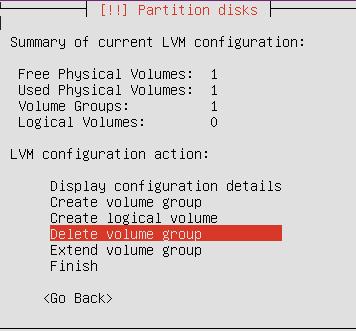 [!!] Partition disks
Summary of current LVM configuration:
Free Physical Volumes: 1
Used Physical Volumes: 1
Volume Groups: 1
Logical Volumes: 0
LVM configuration action:
Display configuration details
Create volume group
Create logical volume
Delete volume group
Extend volume group
Finish
<Go Back>